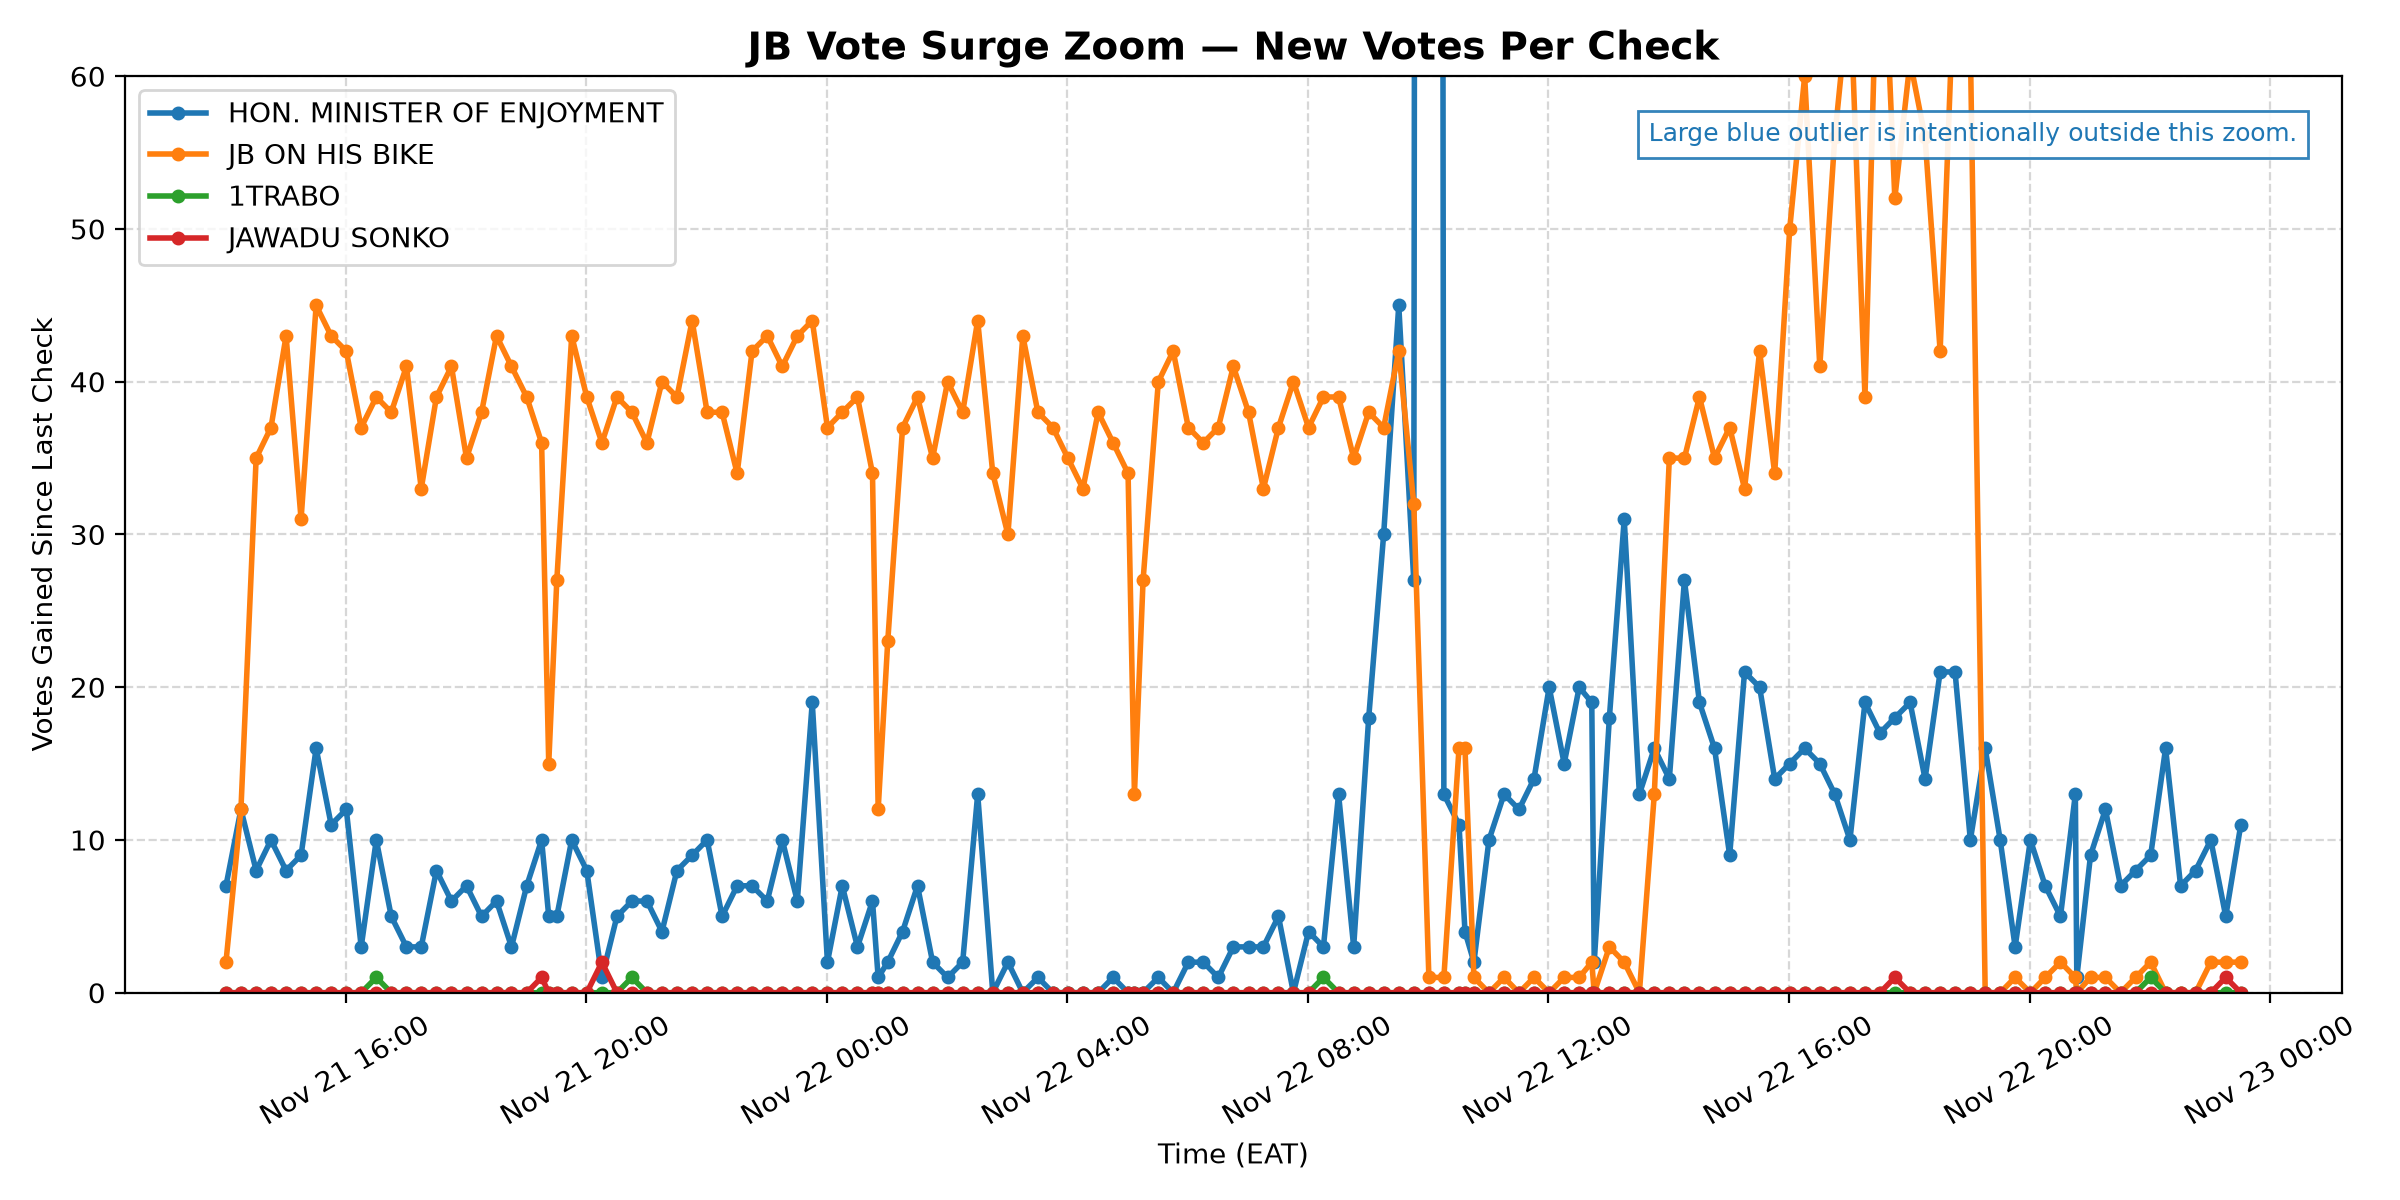 JB Vote Surge Zoom — New Votes Per Check
HON. MINISTER OF ENJOYMENT
JB ON HIS BIKE
1TRABO
JAWADU SONKO
Large blue outlier is intentionally outside this zoom.
Votes Gained Since Last Check
60
50
40
30
20
10
0
Nov 21 16:00
Nov 21 20:00
Nov 22 00:00
Nov 22 04:00
Nov 22 08:00
Nov 22 12:00
Nov 22 16:00
Nov 22 20:00
Nov 23 00:00
Time (EAT)